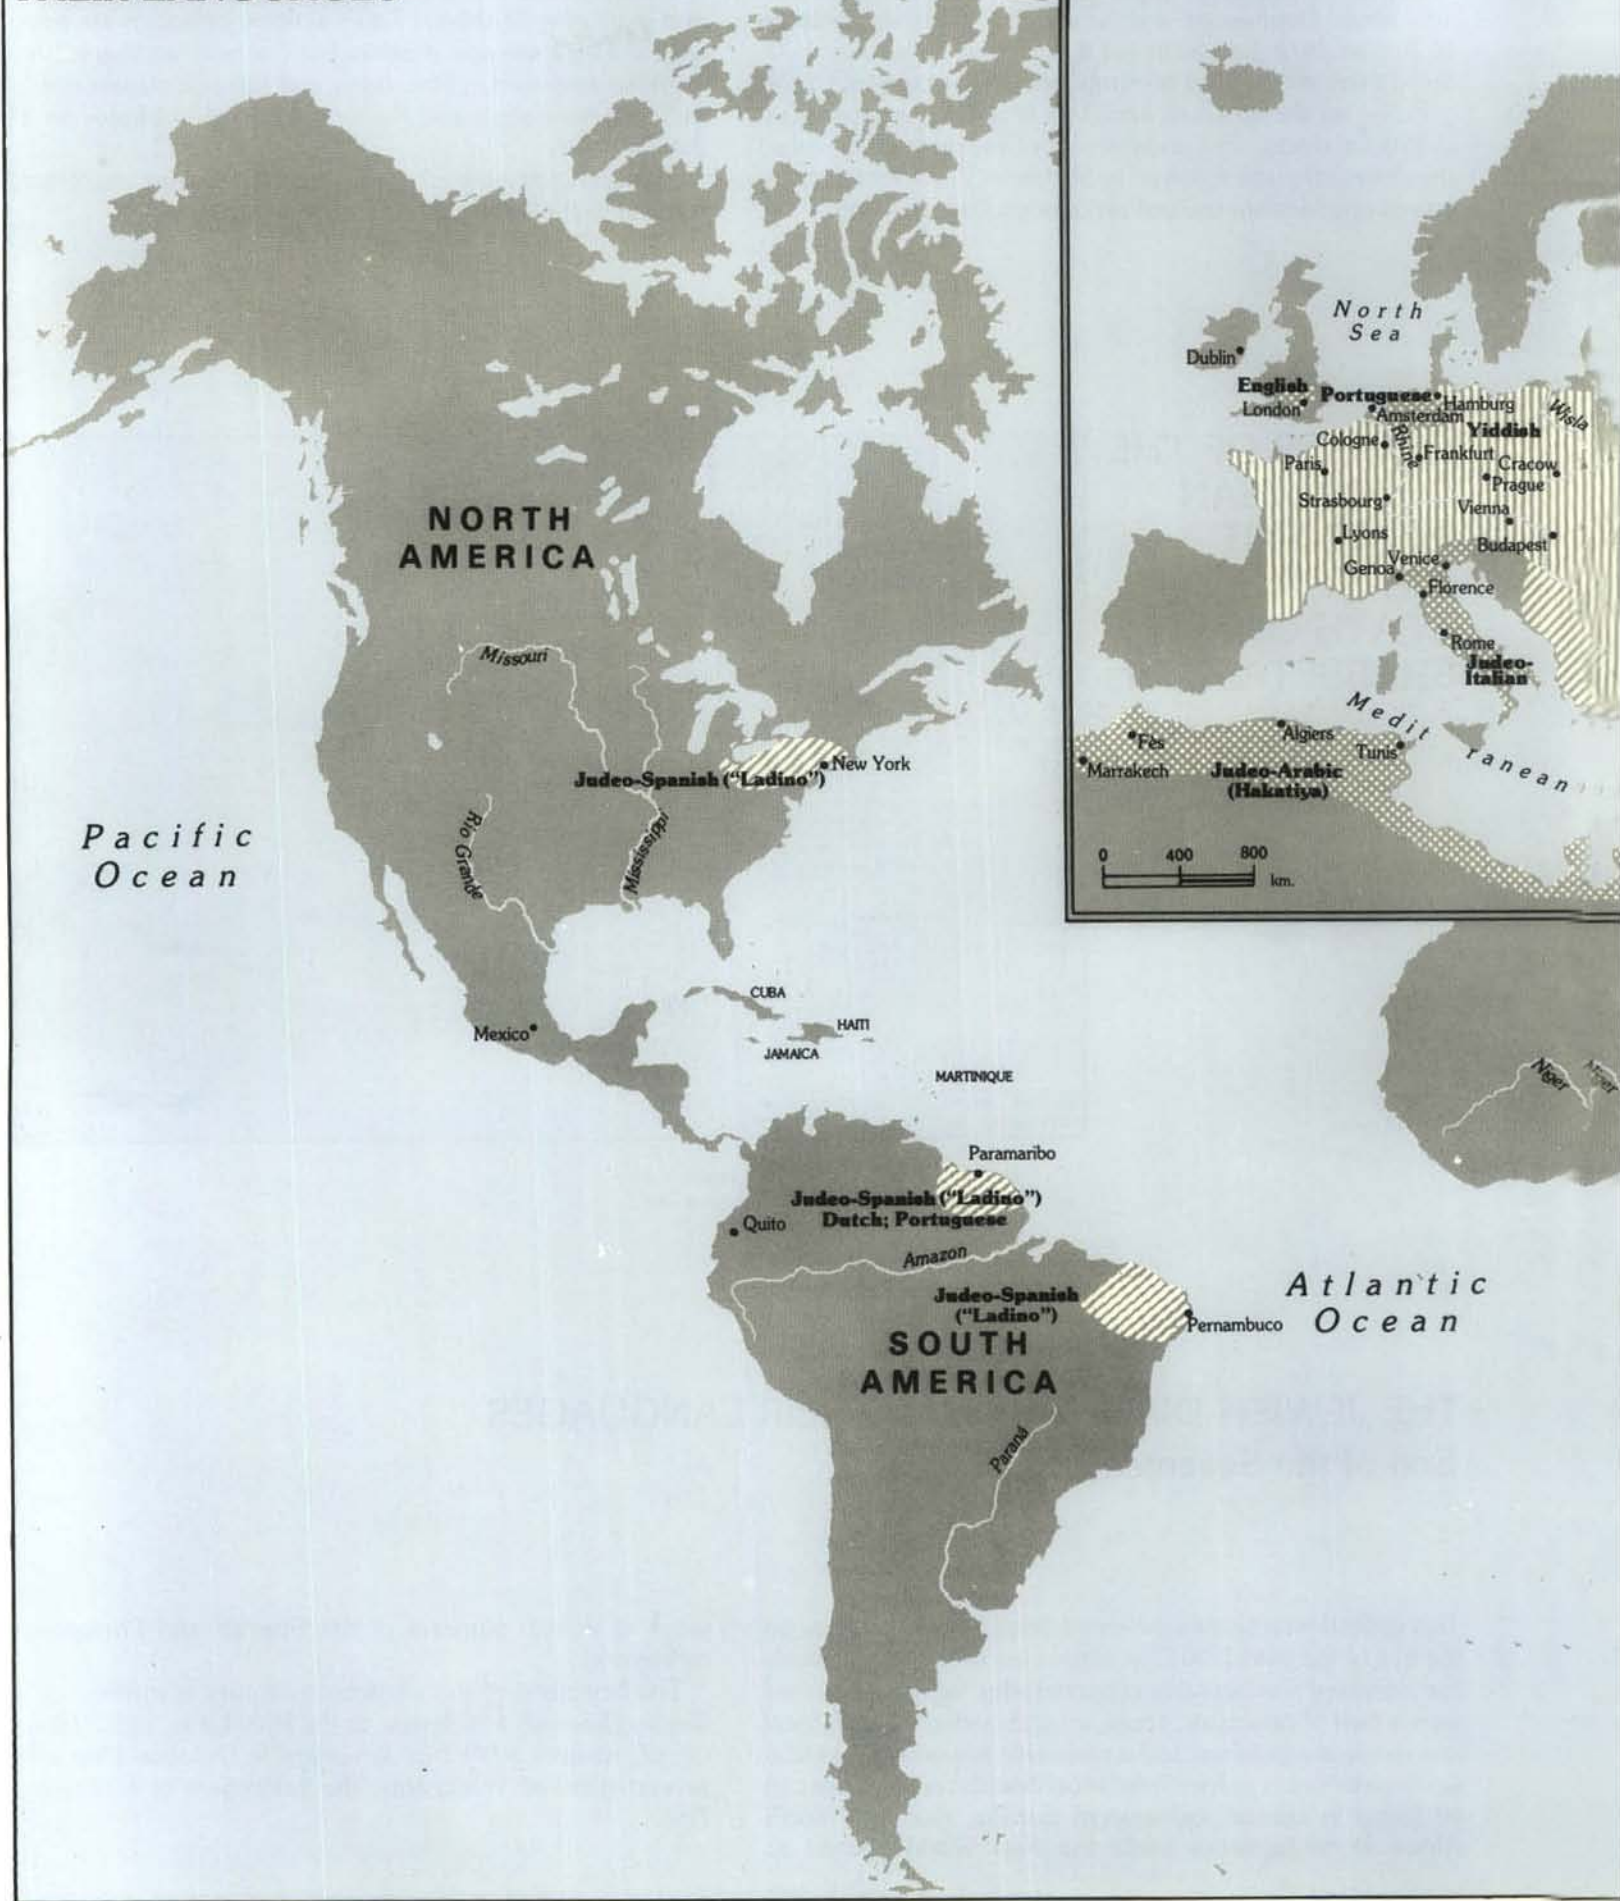 North
Sea
Dublin
English
London
Portuguese
Hamburg
Amsterdam
Wisla
Yiddish
Cologne
Rhine
Frankfurt
Paris
Cracow
Prague
Strasbourg
Vienna
Lyons
Budapest
Venice
Genoa
Florence
Rome
Judeo-
Italian
Medit
ranean
Fès
Algiers
Tunis
Marrakech
Judeo-Arabic
(Hakatiya)
0 400 800
km.
NORTH
AMERICA
Missouri
New York
Judeo-Spanish ("Ladino")
Rio Grande
Mississippi
Pacific
Ocean
CUBA
HAITI
Mexico
JAMAICA
MARTINIQUE
Niger
Niger
Paramaribo
Judeo-Spanish ("Ladino")
Dutch; Portuguese
Quito
Amazon
Judeo-Spanish
("Ladino")
Pernambuco
Atlantic
Ocean
SOUTH
AMERICA
Paraná